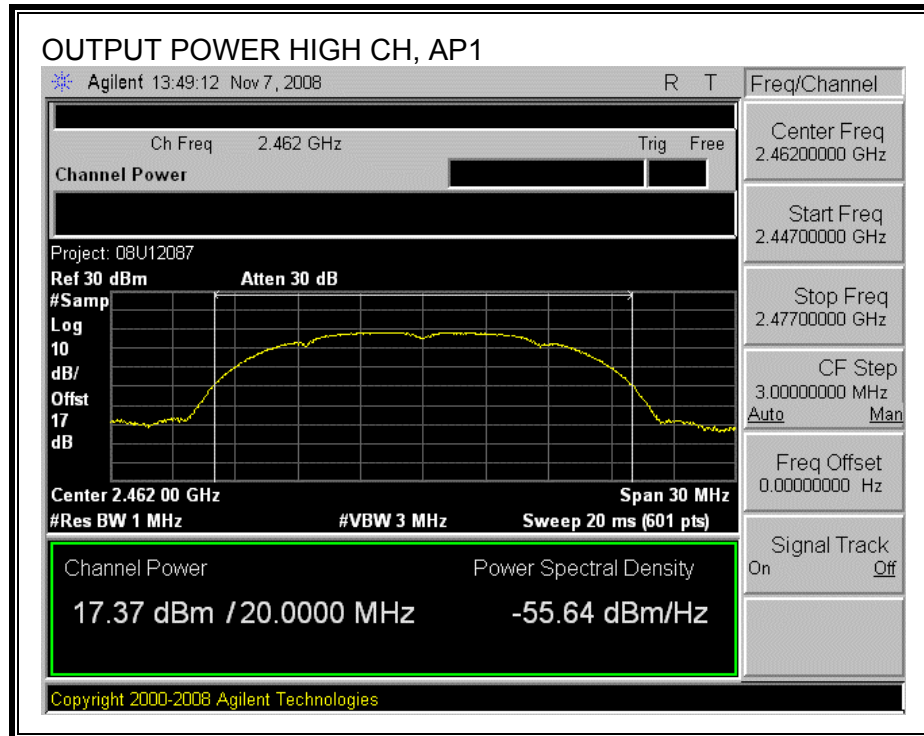 OUTPUT POWER HIGH CH, AP1
Agilent 13:49:12 Nov 7, 2008 R T
Freq/Channel
Ch Freq 2.462 GHz Trig Free
Channel Power
Center Freq
2.46200000 GHz
Start Freq
2.44700000 GHz
Stop Freq
2.47700000 GHz
CF Step
3.00000000 MHz
Auto Man
Freq Offset
0.00000000 Hz
Signal Track
On Off
Project: 08U12087
Ref 30 dBm Atten 30 dB
#Samp
Log
10
dB/
Offst
17
dB
Center 2.462 00 GHz Span 30 MHz
#Res BW 1 MHz #VBW 3 MHz Sweep 20 ms (601 pts)
Channel Power Power Spectral Density
17.37 dBm / 20.0000 MHz -55.64 dBm/Hz
Copyright 2000-2008 Agilent Technologies